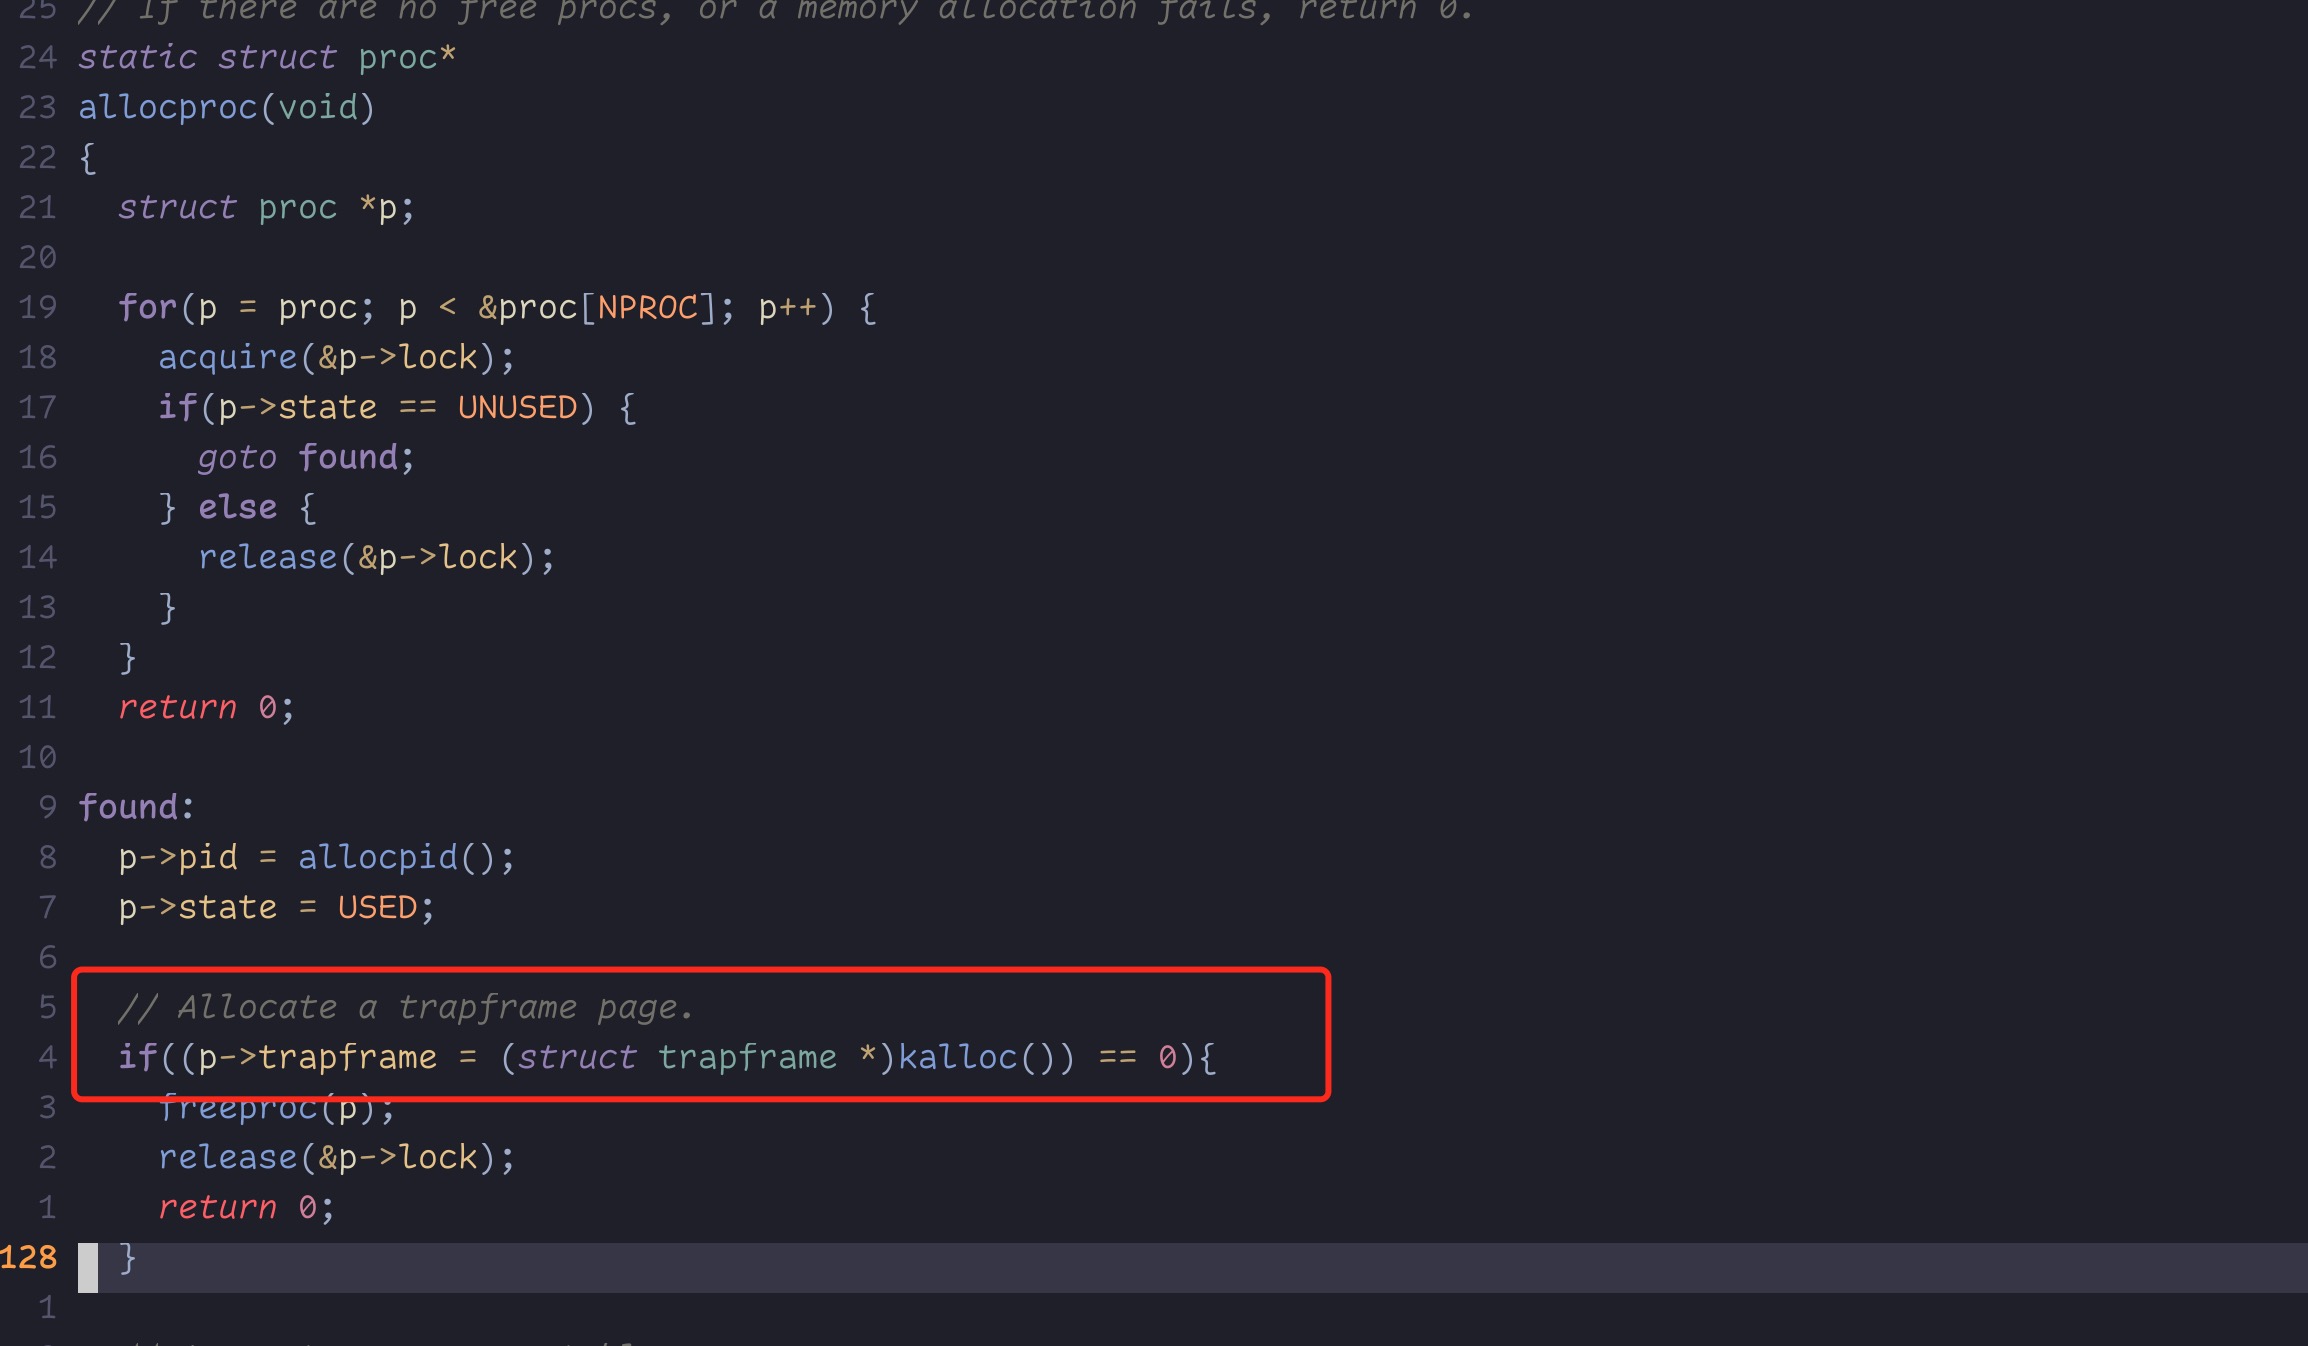 25 // If there are no free procs, or a memory allocation fails, return 0.
24 static struct proc*
23 allocproc(void)
22 {
21   struct proc *p;
20
19   for(p = proc; p < &proc[NPROC]; p++) {
18     acquire(&p->lock);
17     if(p->state == UNUSED) {
16       goto found;
15     } else {
14       release(&p->lock);
13     }
12   }
11   return 0;
10
9 found:
8   p->pid = allocpid();
7   p->state = USED;
6
5   // Allocate a trapframe page.
4   if((p->trapframe = (struct trapframe *)kalloc()) == 0){
3     freeproc(p);
2     release(&p->lock);
1     return 0;
128   }
1